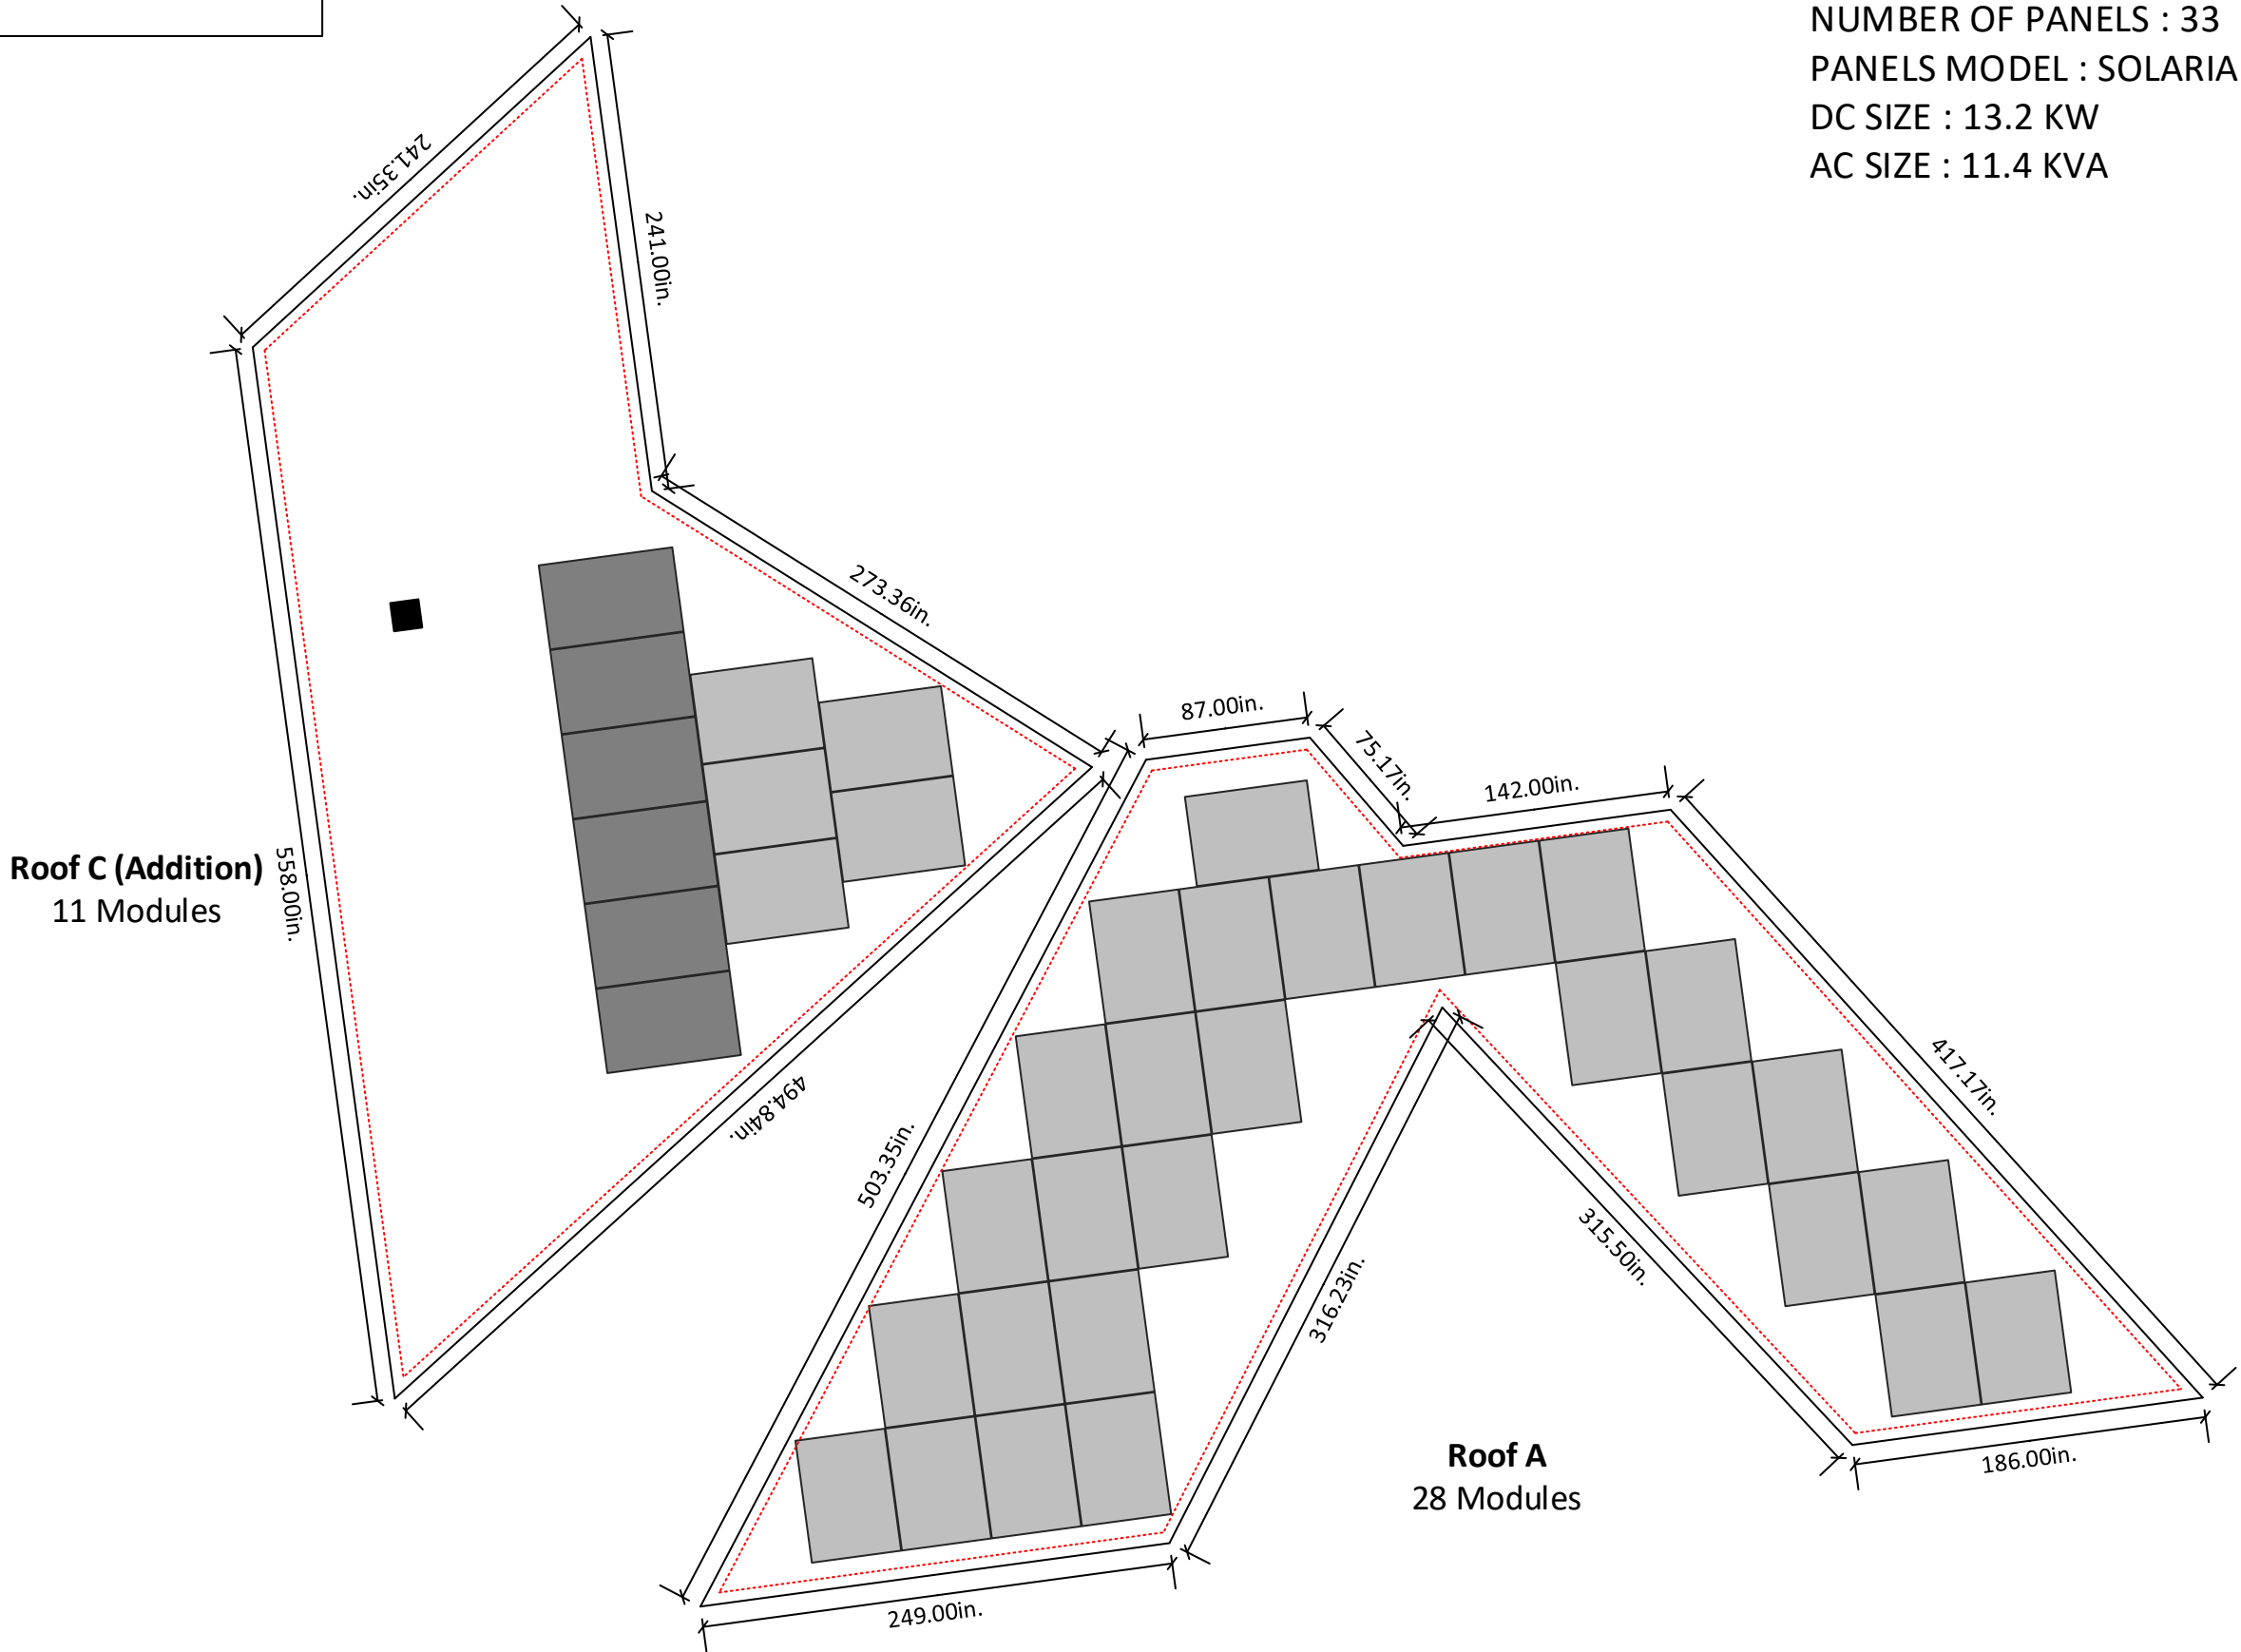 NUMBER OF PANELS : 33
PANELS MODEL : SOLARIA
DC SIZE : 13.2 KW
AC SIZE : 11.4 KVA
241.35in.
241.00in.
273.36in.
87.00in.
75.17in.
142.00in.
Roof C (Addition)
11 Modules
558.00in.
494.84in.
503.35in.
417.17in.
315.50in.
316.23in.
Roof A
28 Modules
186.00in.
249.00in.